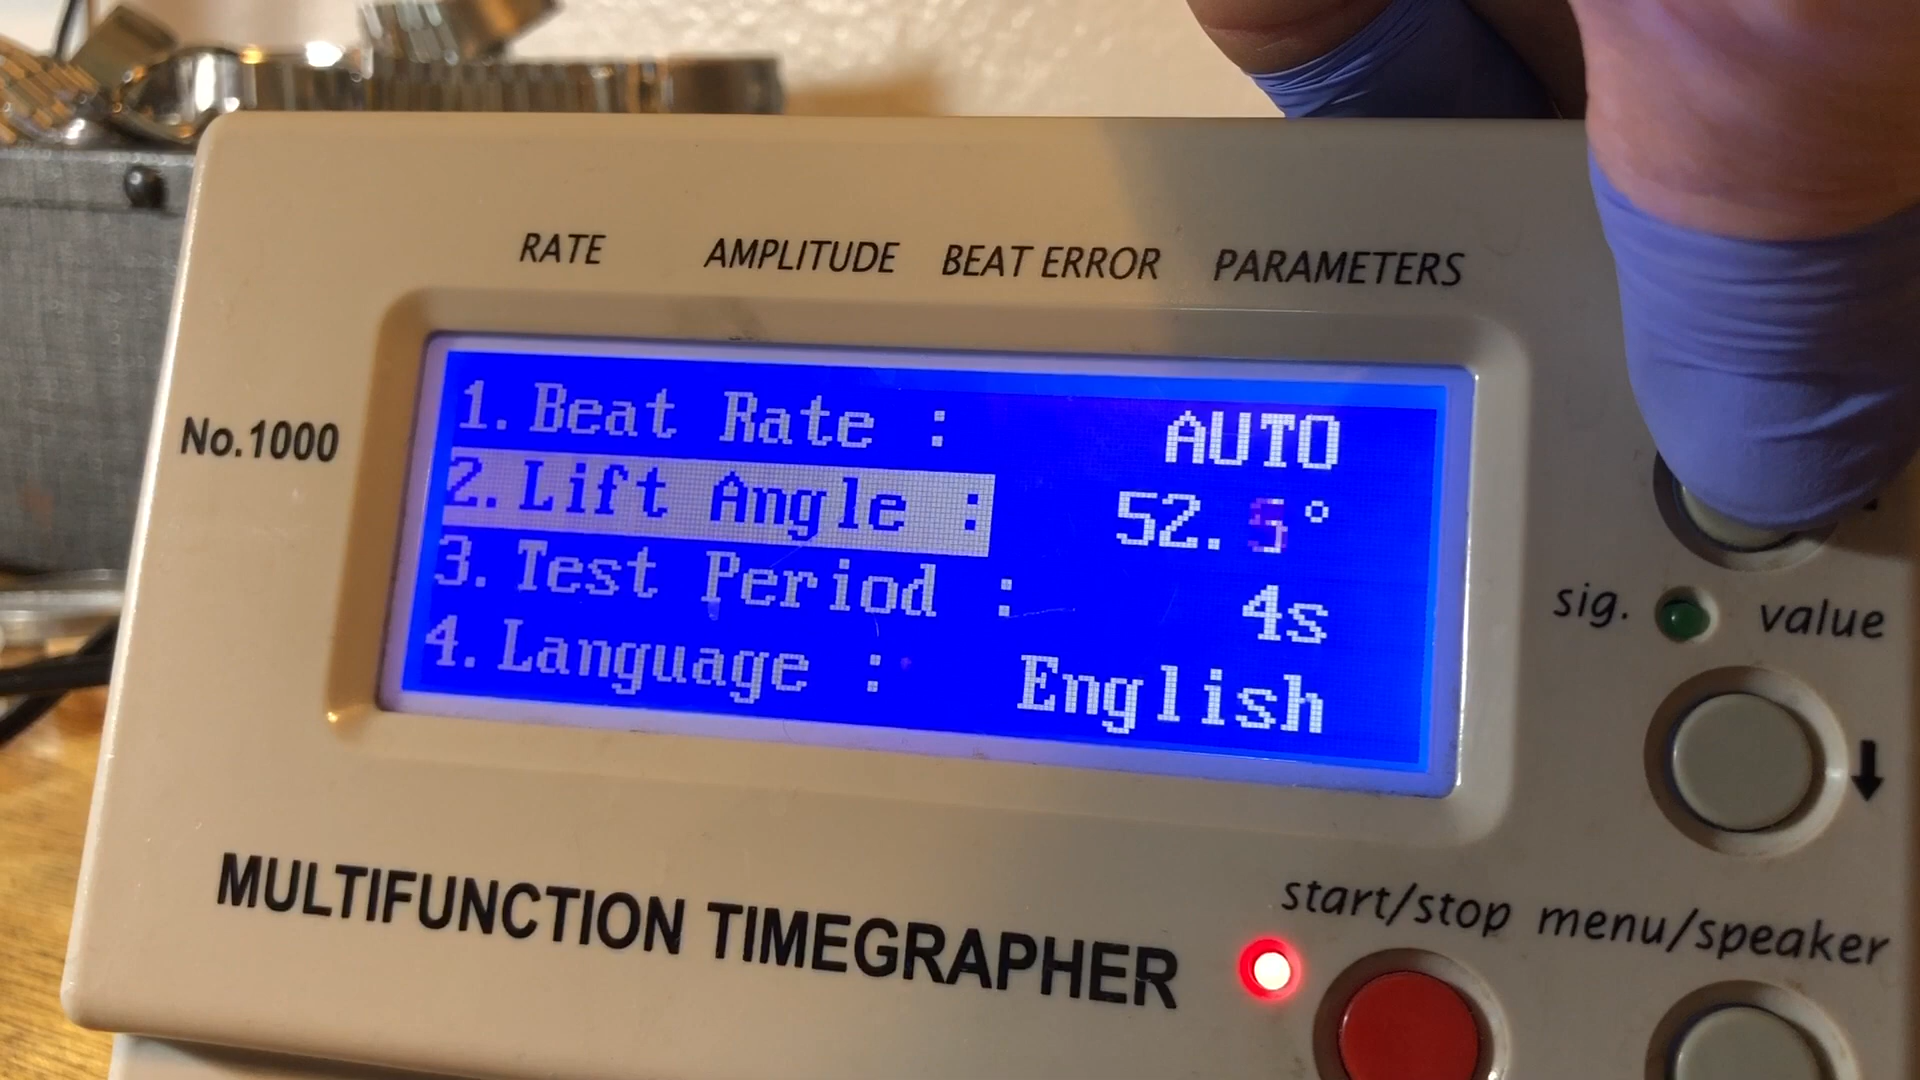 RATE AMPLITUDE BEAT ERROR PARAMETERS
No.1000
1. Beat Rate : AUTO
2. Lift Angle : 52.5°
3. Test Period : 4s
4. Language : English
sig. value
MULTIFUNCTION TIMEGRAPHER
start/stop menu/speaker